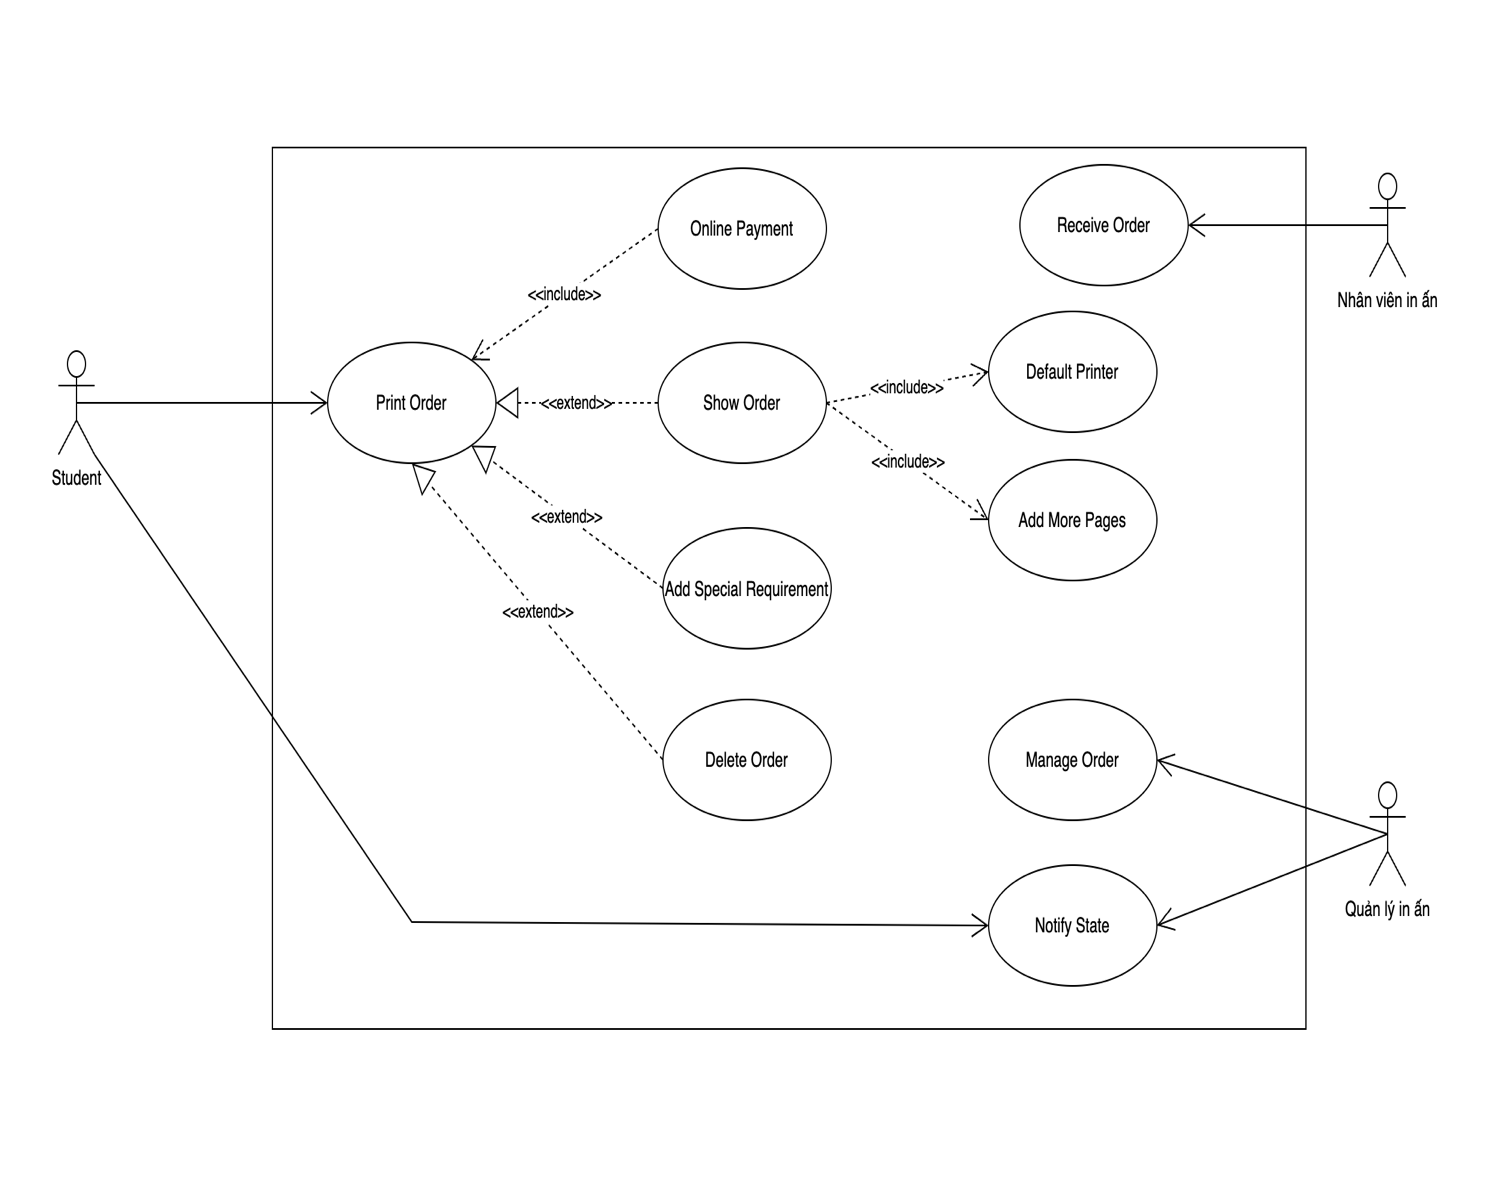 Online Payment
Receive Order
<<include>>
Nhân viên in ấn
Default Printer
<<include>>
Print Order
<<extend>>
Show Order
<<include>>
Student
Add More Pages
<<extend>>
Add Special Requirement
<<extend>>
Delete Order
Manage Order
Quản lý in ấn
Notify State